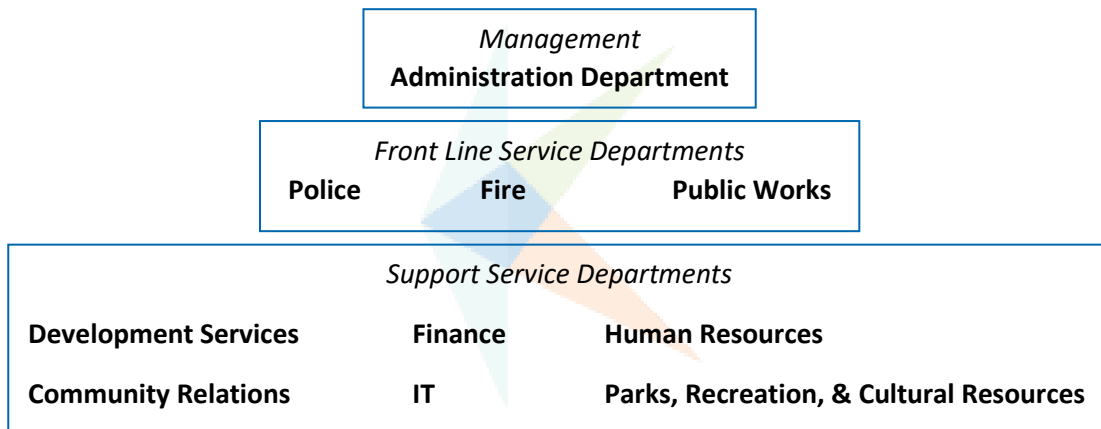 Management
Administration Department
Front Line Service Departments
Police Fire Public Works
Support Service Departments
Development Services Finance Human Resources
Community Relations IT Parks, Recreation, & Cultural Resources